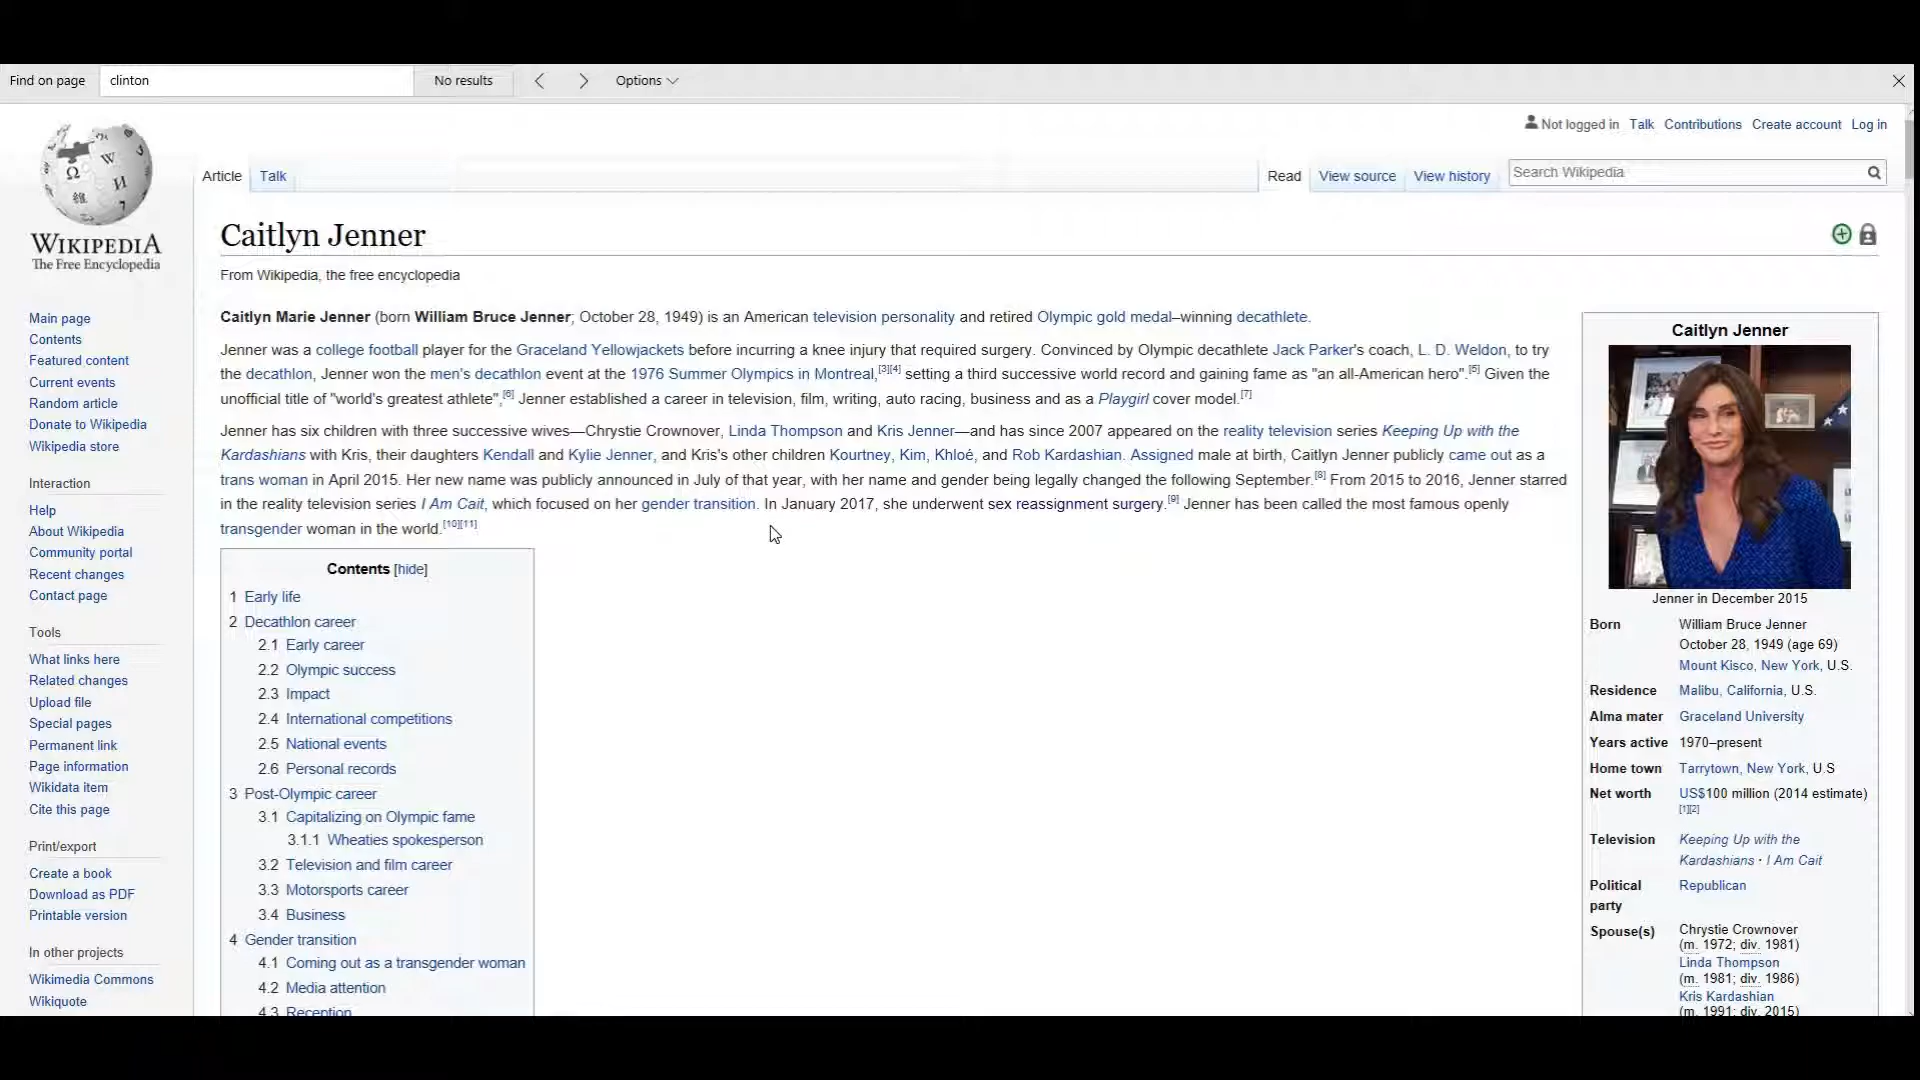 Find on page clinton No results Options
Not logged in Talk Contributions Create account Log in
Article Talk Read View source View history Search Wikipedia
WIKIPEDIA
The Free Encyclopedia
Main page
Contents
Featured content
Current events
Random article
Donate to Wikipedia
Wikipedia store
Interaction
Help
About Wikipedia
Community portal
Recent changes
Contact page
Tools
What links here
Related changes
Upload file
Special pages
Permanent link
Page information
Wikidata item
Cite this page
Print/export
Create a book
Download as PDF
Printable version
In other projects
Wikimedia Commons
Wikiquote
Caitlyn Jenner
From Wikipedia, the free encyclopedia
Caitlyn Marie Jenner (born William Bruce Jenner; October 28, 1949) is an American television personality and retired Olympic gold medal–winning decathlete.
Jenner was a college football player for the Graceland Yellowjackets before incurring a knee injury that required surgery. Convinced by Olympic decathlete Jack Parker's coach, L. D. Weldon, to try
the decathlon, Jenner won the men's decathlon event at the 1976 Summer Olympics in Montreal,[3][4] setting a third successive world record and gaining fame as "an all-American hero".[5] Given the
unofficial title of "world's greatest athlete",[6] Jenner established a career in television, film, writing, auto racing, business and as a Playgirl cover model.[7]
Jenner has six children with three successive wives—Chrystie Crownover, Linda Thompson and Kris Jenner—and has since 2007 appeared on the reality television series Keeping Up with the
Kardashians with Kris, their daughters Kendall and Kylie Jenner, and Kris's other children Kourtney, Kim, Khloé, and Rob Kardashian. Assigned male at birth, Caitlyn Jenner publicly came out as a
trans woman in April 2015. Her new name was publicly announced in July of that year, with her name and gender being legally changed the following September.[8] From 2015 to 2016, Jenner starred
in the reality television series I Am Cait, which focused on her gender transition. In January 2017, she underwent sex reassignment surgery.[9] Jenner has been called the most famous openly
transgender woman in the world.[10][11]
Contents [hide]
1 Early life
2 Decathlon career
2.1 Early career
2.2 Olympic success
2.3 Impact
2.4 International competitions
2.5 National events
2.6 Personal records
3 Post-Olympic career
3.1 Capitalizing on Olympic fame
3.1.1 Wheaties spokesperson
3.2 Television and film career
3.3 Motorsports career
3.4 Business
4 Gender transition
4.1 Coming out as a transgender woman
4.2 Media attention
4.3 Reception
Caitlyn Jenner
Jenner in December 2015
Born William Bruce Jenner
October 28, 1949 (age 69)
Mount Kisco, New York, U.S.
Residence Malibu, California, U.S.
Alma mater Graceland University
Years active 1970–present
Home town Tarrytown, New York, U.S
Net worth US$100 million (2014 estimate)
[1][2]
Television Keeping Up with the
Kardashians · I Am Cait
Political Republican
party
Spouse(s) Chrystie Crownover
(m. 1972; div. 1981)
Linda Thompson
(m. 1981; div. 1986)
Kris Kardashian
(m. 1991; div. 2015)